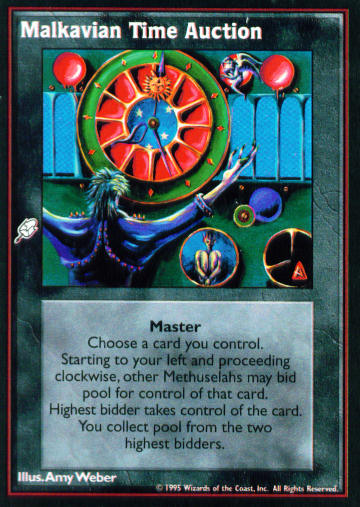 Malkavian Time Auction
Master
Choose a card you control.
Starting to your left and proceeding
clockwise, other Methuselahs may bid
pool for control of that card.
Highest bidder takes control of the card.
You collect pool from the two
highest bidders.
Illus. Amy Weber
© 1995 Wizards of the Coast, Inc. All Rights Reserved.